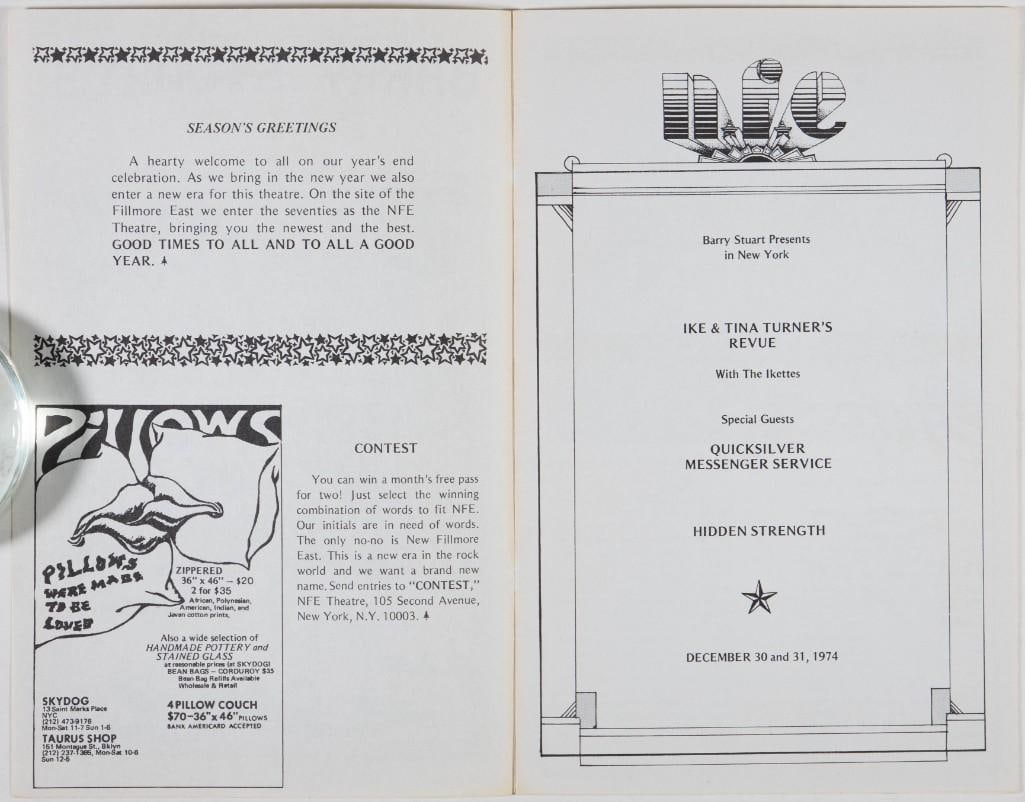 SEASON'S GREETINGS
A hearty welcome to all on our year's end
celebration. As we bring in the new year we also
enter a new era for this theatre. On the site of the
Fillmore East we enter the seventies as the NFE
Theatre, bringing you the newest and the best.
GOOD TIMES TO ALL AND TO ALL A GOOD
YEAR.
Pillows
PILLOWS
WERE MADE
TO BE
LOVED
ZIPPERED
36" x 46" – $20
2 for $35
African, Polynesian,
American, Indian, and
Javan cotton prints,
Also a wide selection of
HANDMADE POTTERY and
STAINED GLASS
at reasonable prices (at SKYDOG)
BEAN BAGS – CORDUROY $35
Bean Bag Refills Available
Wholesale & Retail
SKYDOG
13 Saint Marks Place
NYC
(212) 473-9176
Mon-Sat 11-7 Sun 1-6
TAURUS SHOP
151 Montague St., Bklyn
(212) 237-1385, Mon-Sat 10-6
Sun 12-5
4 PILLOW COUCH
$70–36" x 46" PILLOWS
BANK AMERICARD ACCEPTED
CONTEST
You can win a month's free pass
for two! Just select the winning
combination of words to fit NFE.
Our initials are in need of words.
The only no-no is New Fillmore
East. This is a new era in the rock
world and we want a brand new
name. Send entries to "CONTEST,"
NFE Theatre, 105 Second Avenue,
New York, N.Y. 10003.
nfe
Barry Stuart Presents
in New York
IKE & TINA TURNER'S
REVUE
With The Ikettes
Special Guests
QUICKSILVER
MESSENGER SERVICE
HIDDEN STRENGTH
DECEMBER 30 and 31, 1974